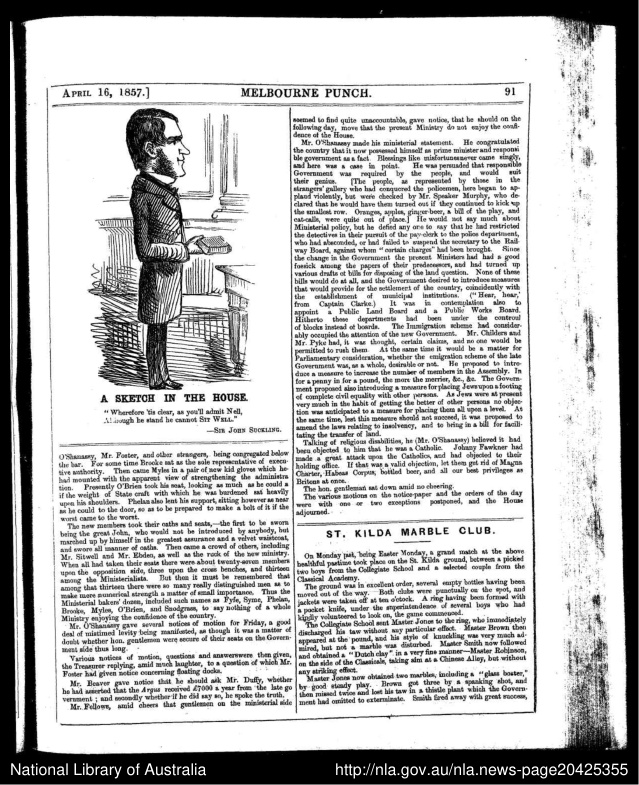 APRIL 16, 1857.]
MELBOURNE PUNCH.
91
A SKETCH IN THE HOUSE.
" Wherefore 'tis clear, as you'll admit Nell,
Although he stand he cannot SIT WELL."
—SIR JOHN SUCKLING.
O'Shanassy, Mr. Foster, and other strangers, being congregated below
the bar. For some time Brooke sat as the sole representative of execu-
tive authority. Then came Myles in a pair of new kid gloves which he
had mounted with the apparent view of strengthening the administra
tion. Presently O'Brien took his seat, looking as much as he could a
if the weight of State craft with which he was burdened sat heavily
upon his shoulders. Phelan also lent his support, sitting however as near
as he could to the door, so as to be prepared to make a bolt of it if the
worst came to the worst.
The new members took their oaths and seats,—the first to be sworn
being the great John, who would not be introduced by anybody, but
marched up by himself in the greatest assurance and a velvet waistcoat,
and swore all manner of oaths. Then came a crowd of others, including
Mr. Sitwell and Mr. Ebden, as well as the ruck of the new ministry.
When all had taken their seats there were about twenty-seven members
upon the opposition side, three upon the cross benches, and thirteen
among the Ministerialists. But then it must be remembered that
among that thirteen there were so many really distinguished men as to
make mere numerical strength a matter of small importance. Thus the
Ministerial bakers' dozen, included such names as Fyfe, Syme, Phelan,
Brooke, Myles, O'Brien, and Snodgrass, to say nothing of a whole
Ministry enjoying the confidence of the country.
Mr. O'Shanassy gave several notices of motion for Friday, a good
deal of mistimed levity being manifested, as though it was a matter of
doubt whether hon. gentlemen were secure of their seats on the Govern-
ment side thus long.
Various notices of motion, questions and answers were then given,
the Treasurer replying, amid much laughter, to a question of which Mr.
Foster had given notice concerning floating docks.
Mr. Beaver gave notice that he should ask Mr. Duffy, whether
he had asserted that the Argus received £7000 a year from the late go
vernment; and secondly whether if he did say so, he spoke the truth.
Mr. Fellows, amid cheers that gentlemen on the ministerial side
seemed to find quite unaccountable, gave notice, that he should on the
following day, move that the present Ministry do not enjoy the confi-
dence of the House.
Mr. O'Shanassy made his ministerial statement. He congratulated
the country that it now possessed himself as prime minister and responsi
ble government as a fact Blessings like misfortunes never came singly,
and here was a case in point. He was persuaded that responsible
Government was required by the people, and would suit
their genius. [The people, as represented by those in the
strangers' gallery who had conquered the policemen, here began to ap-
plaud violently, but were checked by Mr. Speaker Murphy, who de-
clared that he would have them turned out if they continued to kick up
the smallest row. Oranges, apples, ginger-beer, a bill of the play, and
cat-calls, were quite out of place.] He would not say much about
Ministerial policy, but he defied any one to say that he had restricted
the detectives in their pursuit of the pay-clerk to the police department,
who had absconded, or had failed to suspend the secretary to the Rail-
way Board, against whom "certain charges" had been brought. Since
the change in the Government the present Ministers had had a good
fossick among the papers of their predecessors, and had turned up
various drafts of bills for disposing of the land question. None of these
bills would do at all, and the Government desired to introduce measures
that would provide for the settlement of the country, coincidently with
the establishment of municipal institutions. ("Hear, hear,"
from Captain Clarke.) It was in contemplation also to
appoint a Public Land Board and a Public Works Board.
Hitherto these departments had been under the control
of blocks instead of boards. The Immigration scheme had consider-
ably occupied the attention of the new Government. Mr. Childers and
Mr. Pyke had, it was thought, certain claims, and no one would be
permitted to rush them. At the same time it would be a matter for
Parliamentary consideration, whether the emigration scheme of the late
Government was, as a whole, desirable or not. He proposed to intro-
duce a measure to increase the number of members in the Assembly. In
for a penny in for a pound, the more the merrier, &c., &c. The Govern-
ment proposed also introducing a measure for placing Jews upon a footing
of complete civil equality with other persons. As Jews were at present
very much in the habit of getting the better of other persons no objec-
tion was anticipated to a measure for placing them all upon a level. At
the same time, lest this measure should not succeed, it was proposed to
amend the laws relating to insolvency, and to bring in a bill for facili-
tating the transfer of land.
Talking of religious disabilities, he (Mr. O'Shanassy) believed it had
been objected to him that he was a Catholic. Johnny Fawkner had
made a great attack upon the Catholics, and had objected to their
holding office. If that was a valid objection, let them get rid of Magna
Charter, Habeas Corpus, bottled beer, and all our best privileges as
Britons at once.
The hon. gentleman sat down amid no cheering.
The various motions on the notice-paper and the orders of the day
were with one or two exceptions postponed, and the House
adjourned.
ST. KILDA MARBLE CLUB.
On Monday past, being Easter Monday, a grand match at the above
healthful pastime took place on the St. Kilda ground, between a picked
two boys from the Collegiate School and a selected couple from the
Classical Academy.
The ground was in excellent order, several empty bottles having been
moved out of the way. Both clubs were punctually on the spot, and
jackets were taken off at ten o'clock. A ring having been formed with
a pocket knife, under the superintendence of several boys who had
kindly volunteered to look on, the game commenced.
The Collegiate School sent Master Jones to the ring, who immediately
discharged his taw without any particular effect. Master Brown then
appeared at the pound, and his style of knuckling was very much ad-
mired, but not a marble was disturbed. Master Smith now followed
and obtained a "Dutch clay" in a very fine manner—Master Robinson,
on the side of the Classicals, taking aim at a Chinese Alley, but without
any striking effect.
Master Jones now obtained two marbles, including a "glass boster,"
by good steady play. Brown got three by a spanking shot, and
then missed twice and lost his taw in a thistle plant which the Govern-
ment had omitted to exterminate. Smith fired away with great success,
National Library of Australia
http://nla.gov.au/nla.news-page20425355